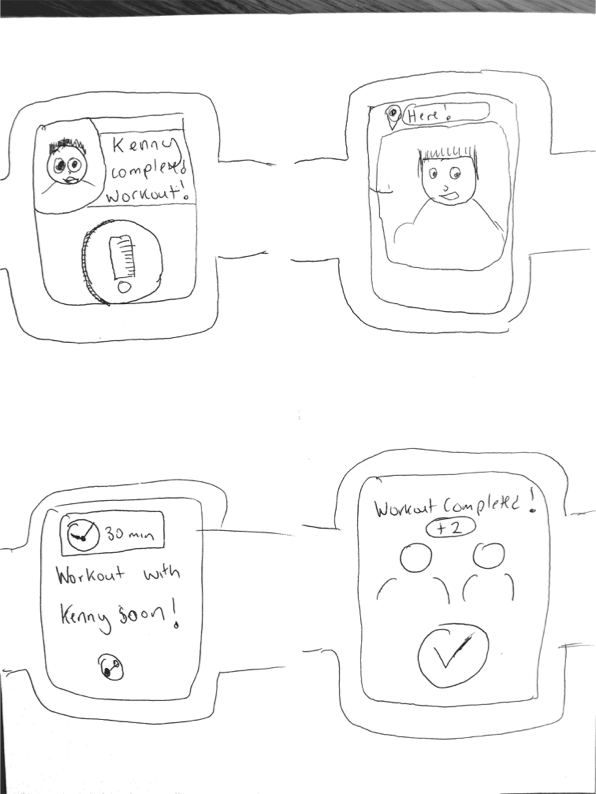 Kenny
completed
workout!
Here!
30 min
Workout with
Kenny soon!
Workout Completed!
+2